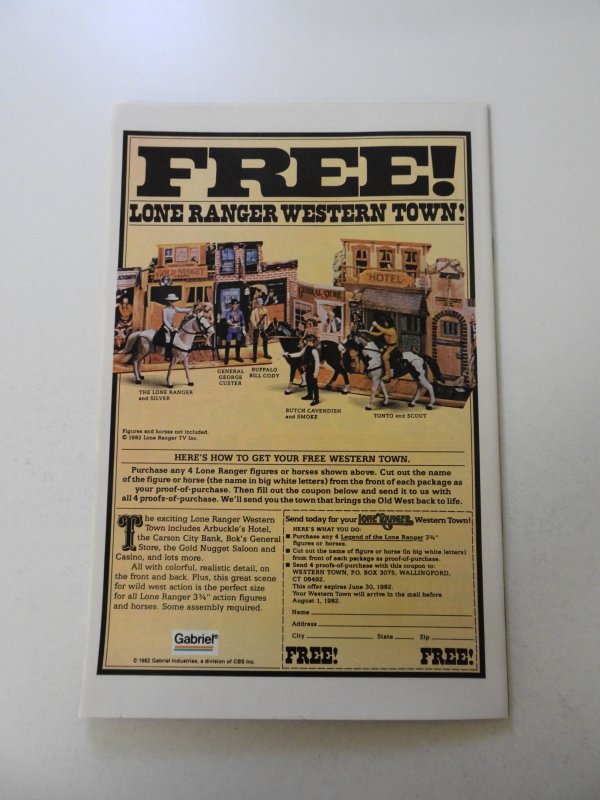 FREE!
LONE RANGER WESTERN TOWN!
GOLD NUGGET
GENERAL STORE
HOTEL
THE LONE RANGER
and SILVER
GENERAL
GEORGE
CUSTER
BUFFALO
BILL CODY
BUTCH CAVENDISH
and SMOKE
TONTO and SCOUT
Figures and horses not included.
© 1982 Lone Ranger TV Inc.
HERE'S HOW TO GET YOUR FREE WESTERN TOWN.
Purchase any 4 Lone Ranger figures or horses shown above. Cut out the name
of the figure or horse (the name in big white letters) from the front of each package as
your proof-of-purchase. Then fill out the coupon below and send it to us with
all 4 proofs-of-purchase. We'll send you the town that brings the Old West back to life.
The exciting Lone Ranger Western
Town includes Arbuckle's Hotel,
the Carson City Bank, Bok's General
Store, the Gold Nugget Saloon and
Casino, and lots more.
All with colorful, realistic detail, on
the front and back. Plus, this great scene
for wild west action is the perfect size
for all Lone Ranger 3¾" action figures
and horses. Some assembly required.
Gabriel®
© 1982 Gabriel Industries, a division of CBS Inc.
Send today for your LONE RANGER Western Town!
HERE'S WHAT YOU DO:
■ Purchase any 4 Legend of the Lone Ranger 3¾"
figures or horses.
■ Cut out the name of figure or horse (in big white letters)
from front of each package as proof-of-purchase.
■ Send 4 proofs-of-purchase with this coupon to:
WESTERN TOWN, P.O. BOX 3075, WALLINGFORD,
CT 06492.
This offer expires June 30, 1982.
Your Western Town will arrive in the mail before
August 1, 1982.
Name
Address
City State Zip
FREE! FREE!